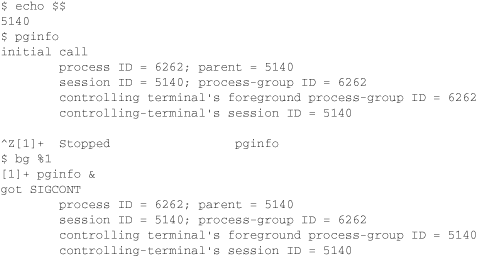 $ echo $$
5140
$ pginfo
initial call
        process ID = 6262; parent = 5140
        session ID = 5140; process-group ID = 6262
        controlling terminal's foreground process-group ID = 6262
        controlling-terminal's session ID = 5140

^Z[1]+  Stopped                 pginfo
$ bg %1
[1]+ pginfo &
got SIGCONT
        process ID = 6262; parent = 5140
        session ID = 5140; process-group ID = 6262
        controlling terminal's foreground process-group ID = 5140
        controlling-terminal's session ID = 5140